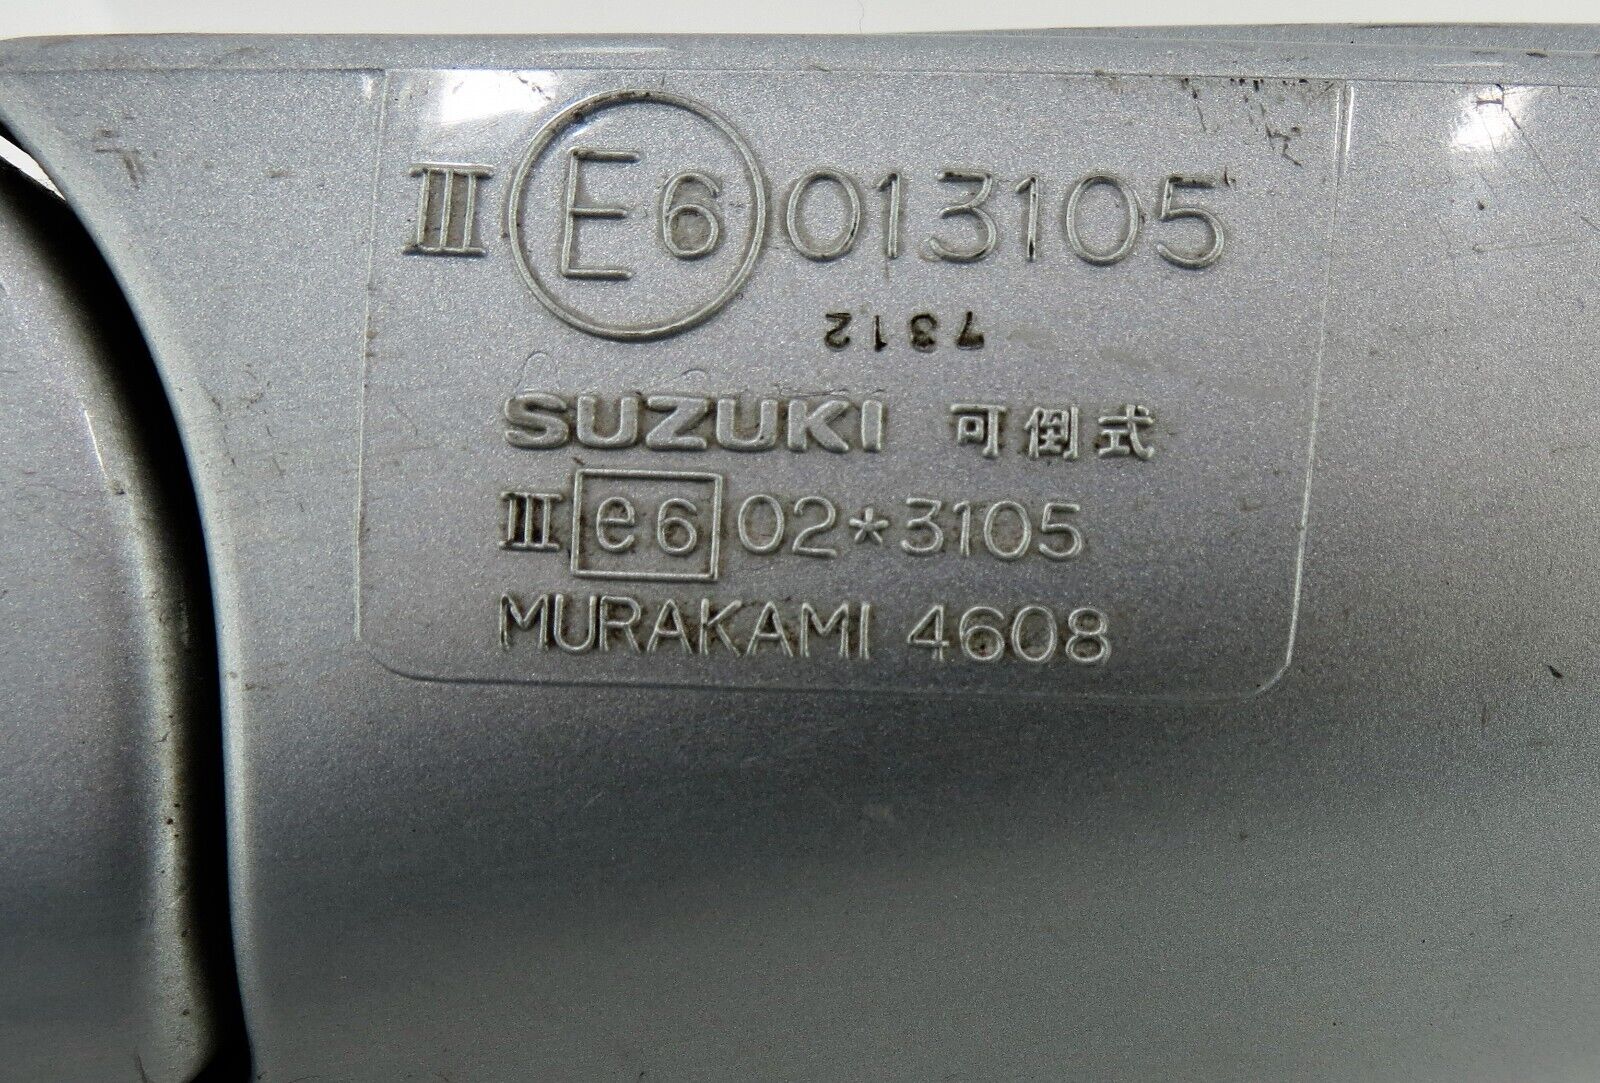 III E6 013105
7312
SUZUKI 可倒式
III e6 02*3105
MURAKAMI 4608